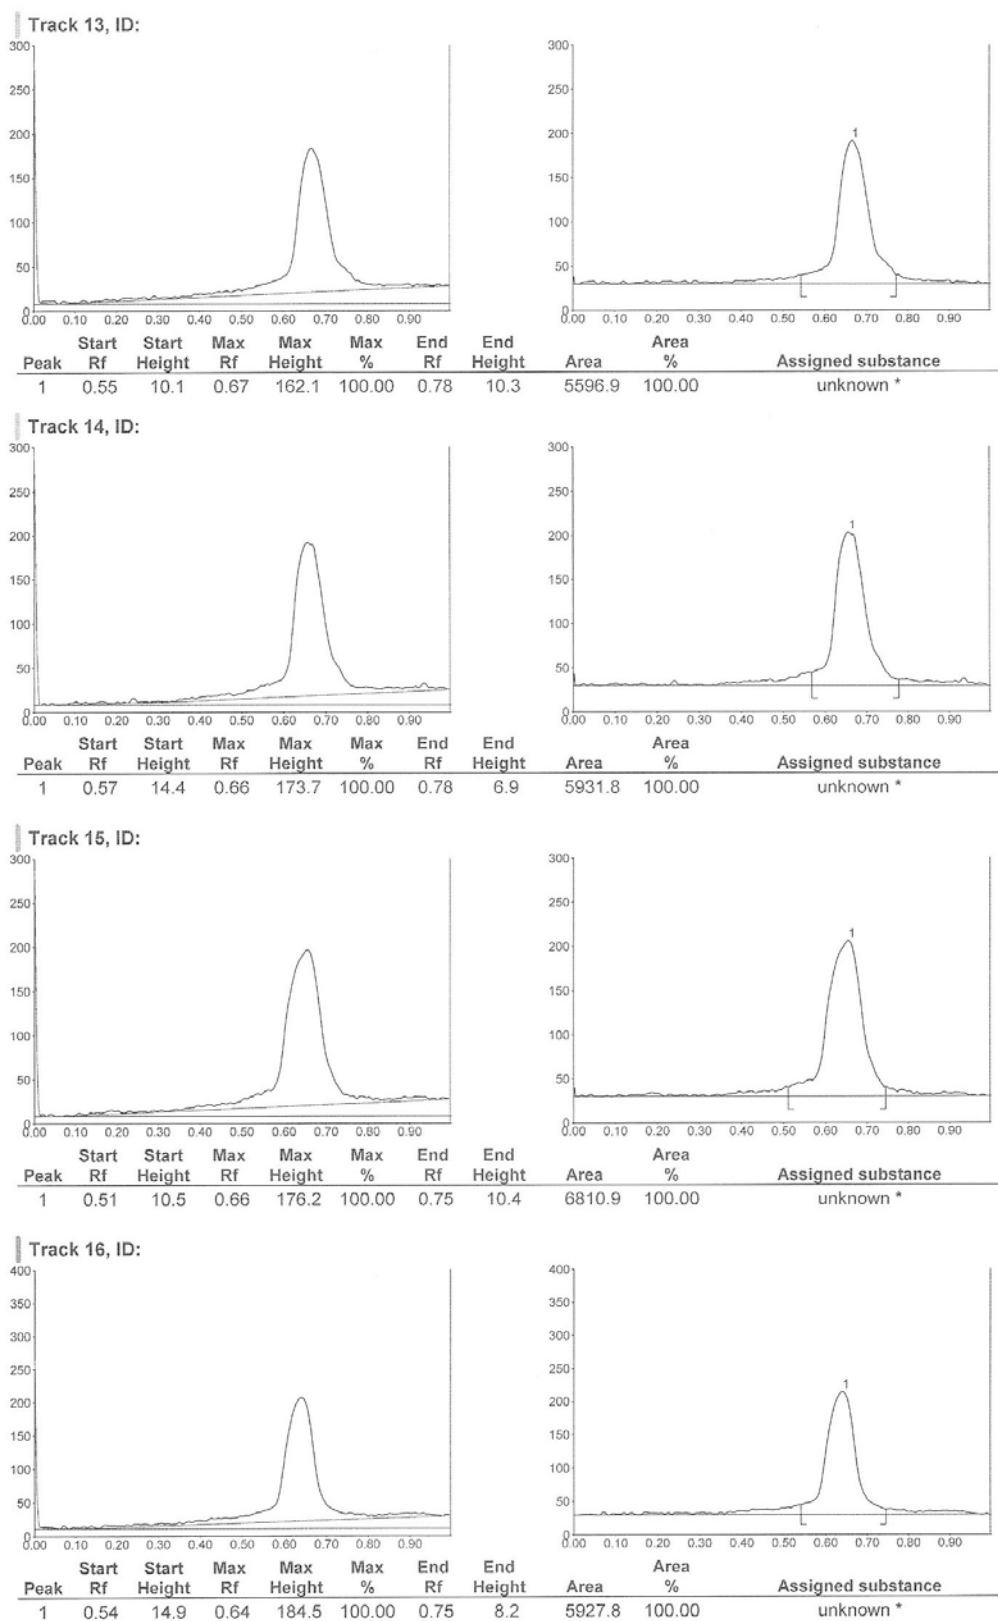 Track 13, ID:
300
250
200
150
100
50
0
0.00 0.10 0.20 0.30 0.40 0.50 0.60 0.70 0.80 0.90
300
250
200
150
100
50
0
1
0.00 0.10 0.20 0.30 0.40 0.50 0.60 0.70 0.80 0.90
Start Start Max Max Max End End Area
Peak Rf Height Rf Height % Rf Height Area % Assigned substance
1 0.55 10.1 0.67 162.1 100.00 0.78 10.3 5596.9 100.00 unknown *
Track 14, ID:
300
250
200
150
100
50
0
0.00 0.10 0.20 0.30 0.40 0.50 0.60 0.70 0.80 0.90
300
250
200
150
100
50
0
1
0.00 0.10 0.20 0.30 0.40 0.50 0.60 0.70 0.80 0.90
Start Start Max Max Max End End Area
Peak Rf Height Rf Height % Rf Height Area % Assigned substance
1 0.57 14.4 0.66 173.7 100.00 0.78 6.9 5931.8 100.00 unknown *
Track 15, ID:
300
250
200
150
100
50
0
0.00 0.10 0.20 0.30 0.40 0.50 0.60 0.70 0.80 0.90
300
250
200
150
100
50
0
1
0.00 0.10 0.20 0.30 0.40 0.50 0.60 0.70 0.80 0.90
Start Start Max Max Max End End Area
Peak Rf Height Rf Height % Rf Height Area % Assigned substance
1 0.51 10.5 0.66 176.2 100.00 0.75 10.4 6810.9 100.00 unknown *
Track 16, ID:
400
350
300
250
200
150
100
50
0
0.00 0.10 0.20 0.30 0.40 0.50 0.60 0.70 0.80 0.90
400
350
300
250
200
150
100
50
0
1
0.00 0.10 0.20 0.30 0.40 0.50 0.60 0.70 0.80 0.90
Start Start Max Max Max End End Area
Peak Rf Height Rf Height % Rf Height Area % Assigned substance
1 0.54 14.9 0.64 184.5 100.00 0.75 8.2 5927.8 100.00 unknown *